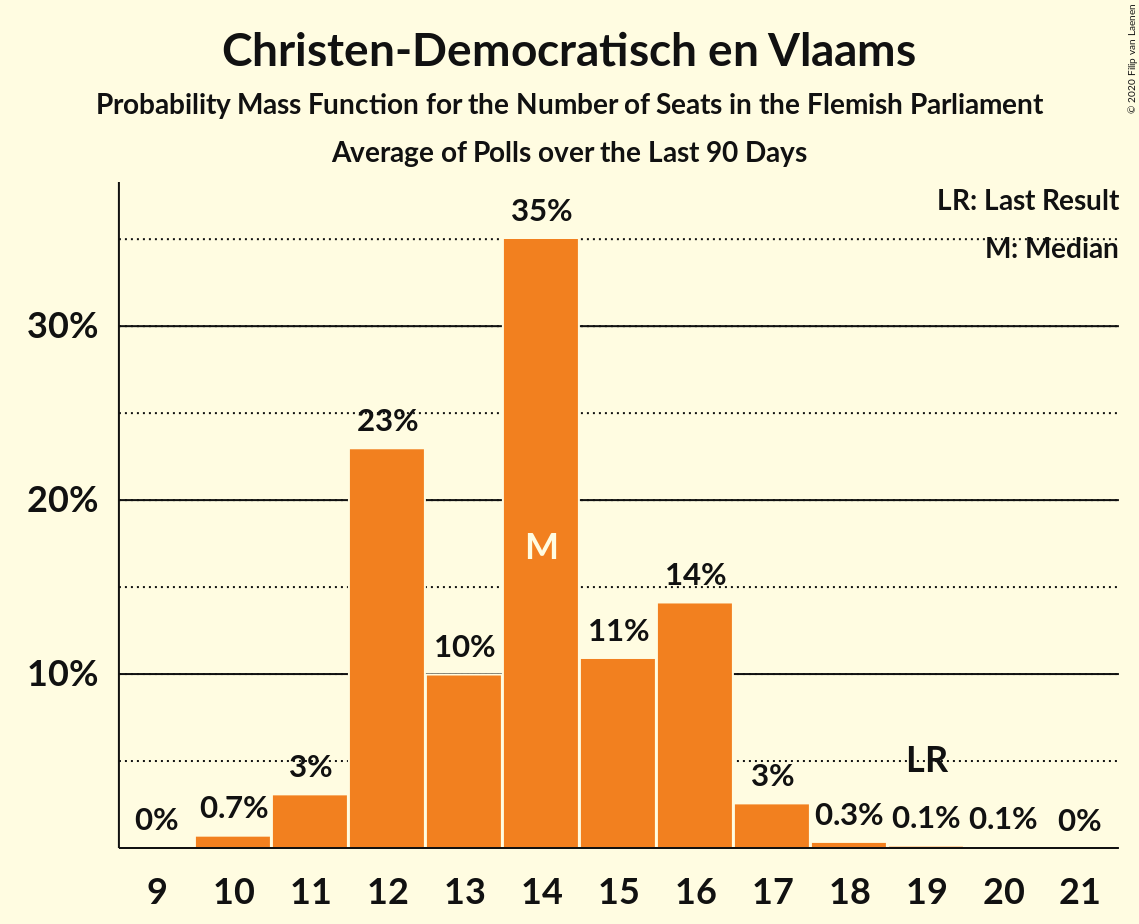 Christen-Democratisch en Vlaams
Probability Mass Function for the Number of Seats in the Flemish Parliament
Average of Polls over the Last 90 Days
© 2020 Filip van Laenen
LR: Last Result
M: Median
35%
30%
23%
20%
M
14%
11%
10%
10%
LR
3%
3%
0.7%
0%
0.3%
0.1%
0.1%
0%
9 10 11 12 13 14 15 16 17 18 19 20 21